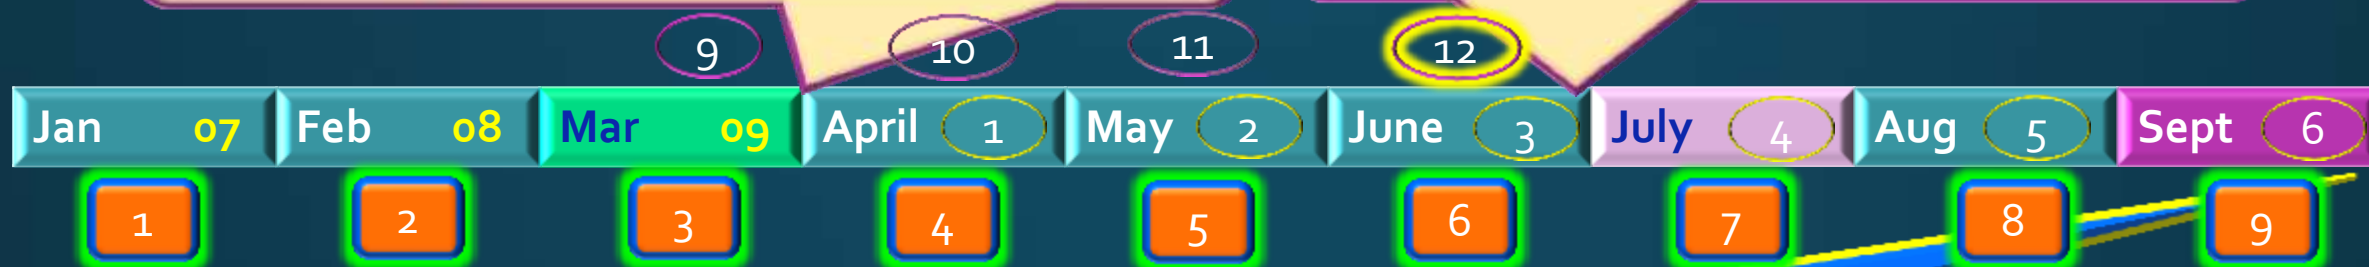 9 10 11 12
Jan 07 Feb 08 Mar 09 April 1 May 2 June 3 July 4 Aug 5 Sept 6
1 2 3 4 5 6 7 8 9